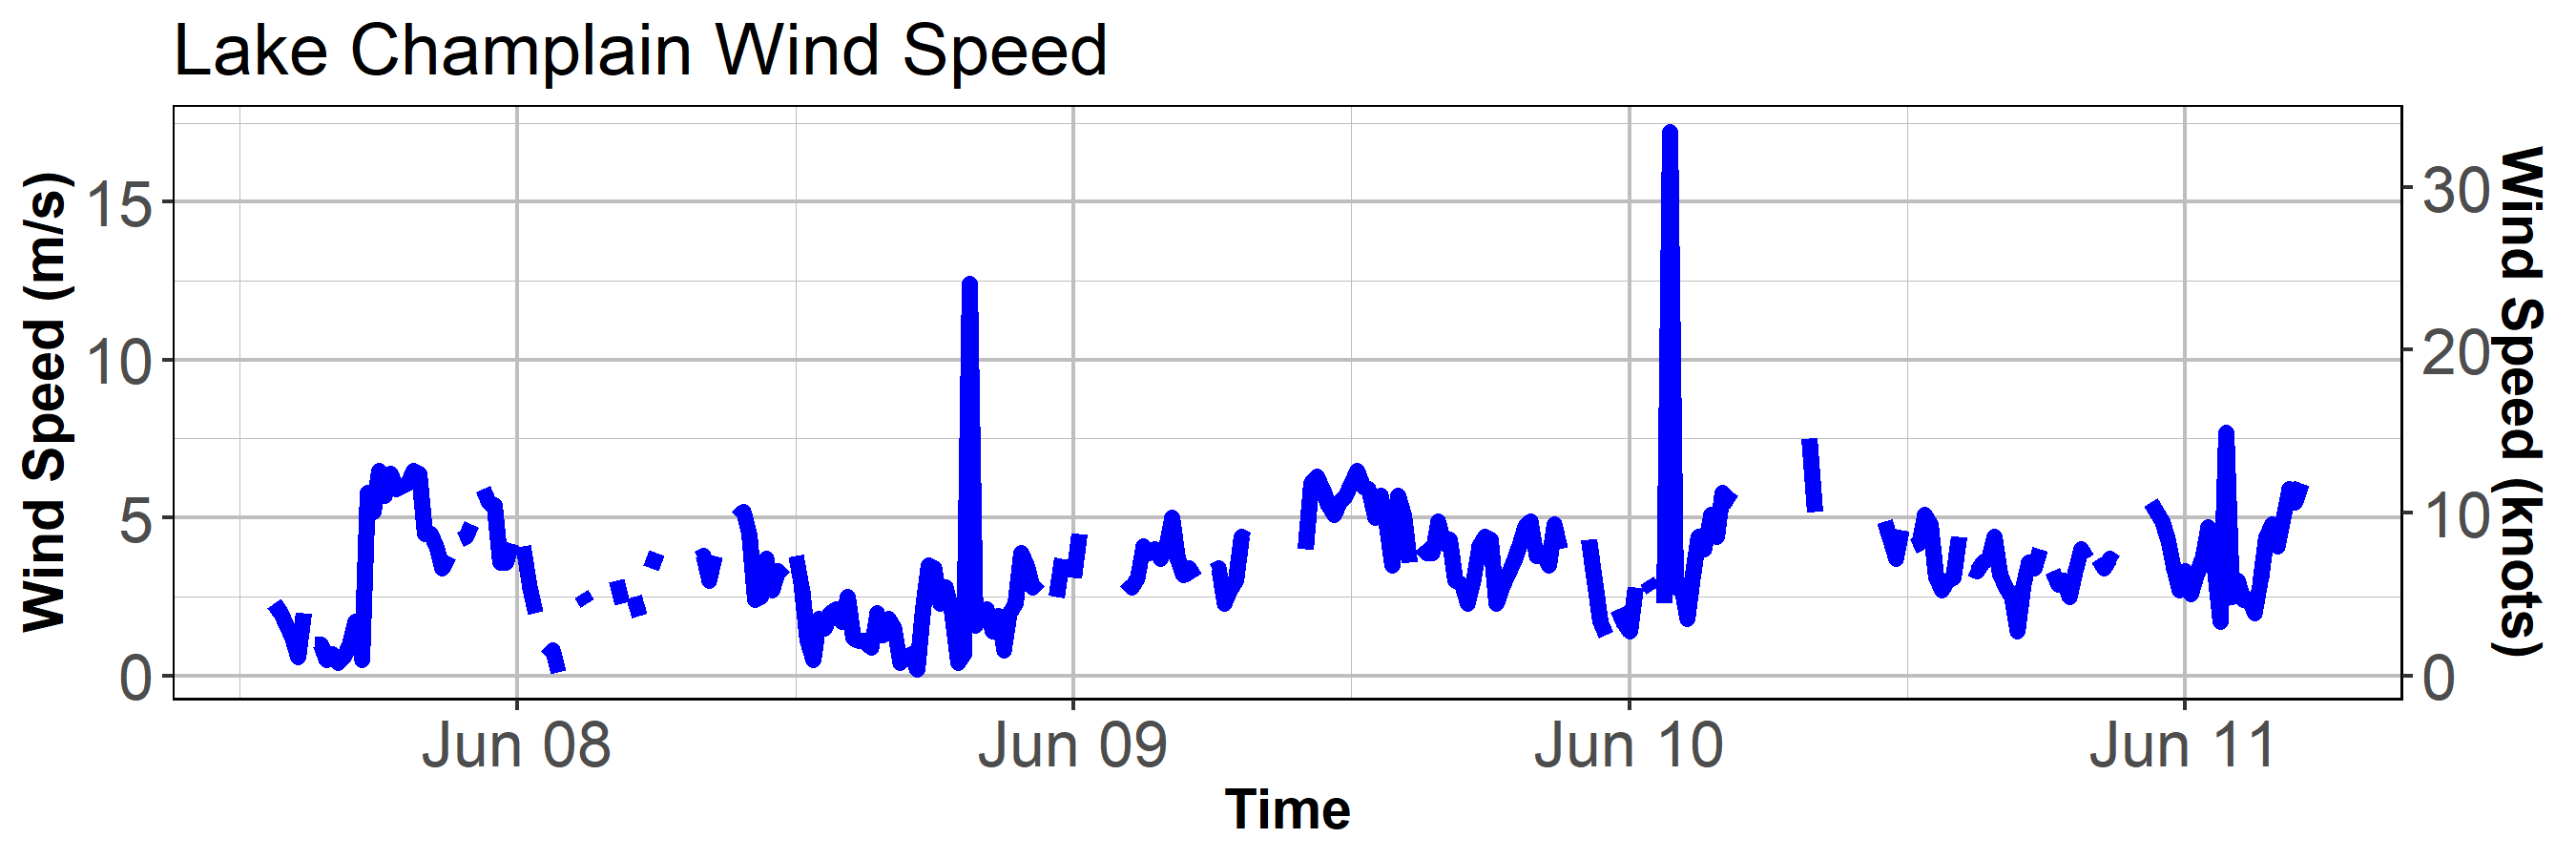 Lake Champlain Wind Speed
Wind Speed (m/s)
15
10
5
0
30
20
10
0
Wind Speed (knots)
Jun 08
Jun 09
Jun 10
Jun 11
Time